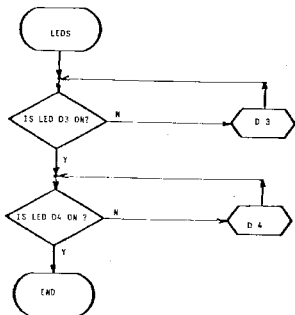 LEDS
IS LED D3 ON?
N
D 3
Y
IS LED D4 ON ?
N
D 4
Y
END